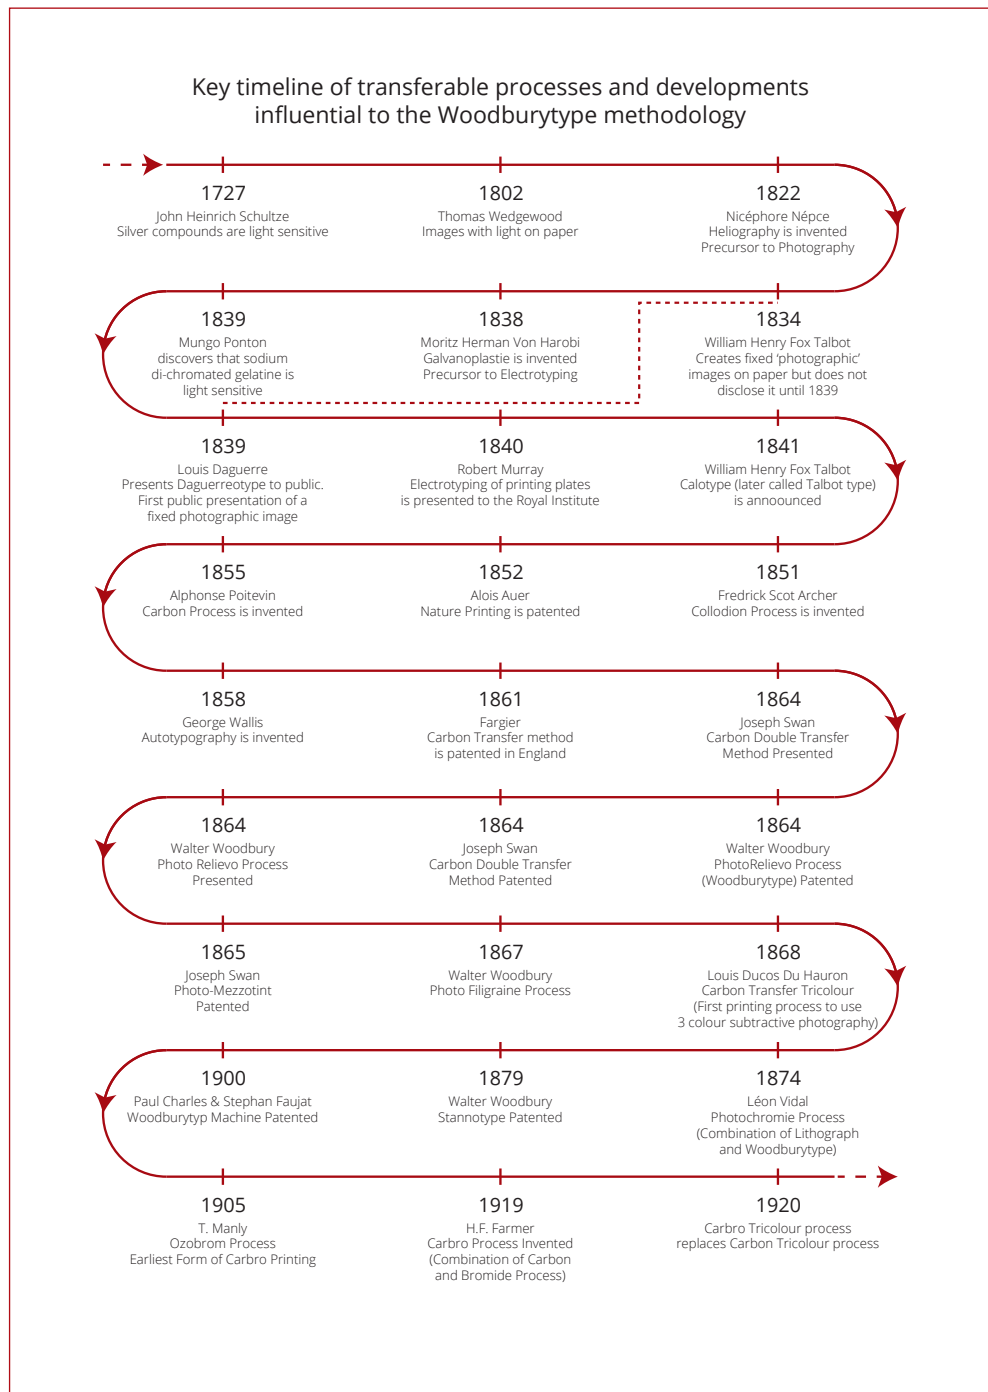 Key timeline of transferable processes and developments
influential to the Woodburytype methodology
1727
John Heinrich Schultze
Silver compounds are light sensitive
1802
Thomas Wedgewood
Images with light on paper
1822
Nicéphore Népce
Heliography is invented
Precursor to Photography
1839
Mungo Ponton
discovers that sodium
di-chromated gelatine is
light sensitive
1838
Moritz Herman Von Harobi
Galvanoplastie is invented
Precursor to Electrotyping
1834
William Henry Fox Talbot
Creates fixed ‘photographic’
images on paper but does not
disclose it until 1839
1839
Louis Daguerre
Presents Daguerreotype to public.
First public presentation of a
fixed photographic image
1840
Robert Murray
Electrotyping of printing plates
is presented to the Royal Institute
1841
William Henry Fox Talbot
Calotype (later called Talbot type)
is annoounced
1855
Alphonse Poitevin
Carbon Process is invented
1852
Alois Auer
Nature Printing is patented
1851
Fredrick Scot Archer
Collodion Process is invented
1858
George Wallis
Autotypography is invented
1861
Fargier
Carbon Transfer method
is patented in England
1864
Joseph Swan
Carbon Double Transfer
Method Presented
1864
Walter Woodbury
Photo Relievo Process
Presented
1864
Joseph Swan
Carbon Double Transfer
Method Patented
1864
Walter Woodbury
PhotoRelievo Process
(Woodburytype) Patented
1865
Joseph Swan
Photo-Mezzotint
Patented
1867
Walter Woodbury
Photo Filigraine Process
1868
Louis Ducos Du Hauron
Carbon Transfer Tricolour
(First printing process to use
3 colour subtractive photography)
1900
Paul Charles & Stephan Faujat
Woodburytyp Machine Patented
1879
Walter Woodbury
Stannotype Patented
1874
Léon Vidal
Photochromie Process
(Combination of Lithograph
and Woodburytype)
1905
T. Manly
Ozobrom Process
Earliest Form of Carbro Printing
1919
H.F. Farmer
Carbro Process Invented
(Combination of Carbon
and Bromide Process)
1920
Carbro Tricolour process
replaces Carbon Tricolour process